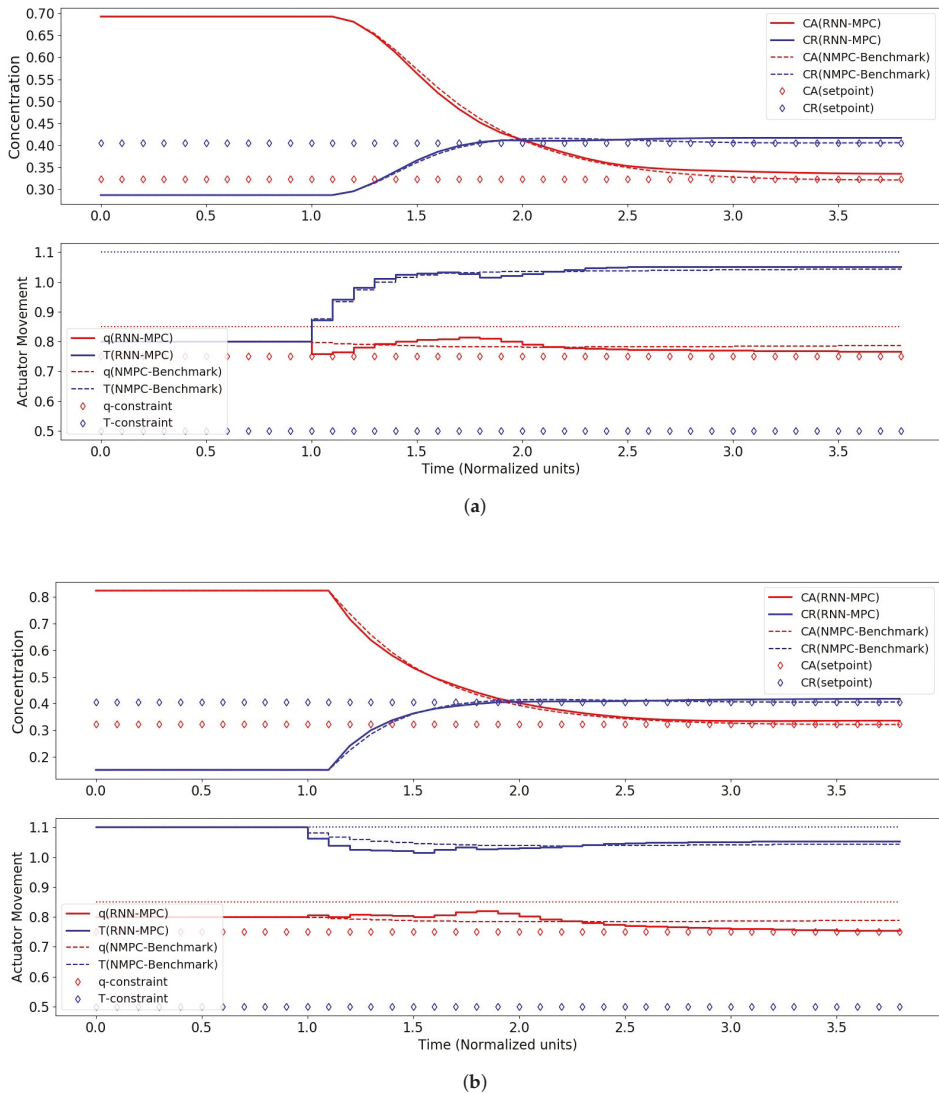 0.70
0.65
0.60
0.55
0.50
0.45
0.40
0.35
0.30
Concentration
CA(RNN-MPC)
CR(RNN-MPC)
CA(NMPC-Benchmark)
CR(NMPC-Benchmark)
CA(setpoint)
CR(setpoint)
0.0 0.5 1.0 1.5 2.0 2.5 3.0 3.5
1.1
1.0
0.9
0.8
0.7
0.6
0.5
Actuator Movement
q(RNN-MPC)
T(RNN-MPC)
q(NMPC-Benchmark)
T(NMPC-Benchmark)
q-constraint
T-constraint
0.0 0.5 1.0 1.5 2.0 2.5 3.0 3.5
Time (Normalized units)
(a)
0.8
0.7
0.6
0.5
0.4
0.3
0.2
Concentration
CA(RNN-MPC)
CR(RNN-MPC)
CA(NMPC-Benchmark)
CR(NMPC-Benchmark)
CA(setpoint)
CR(setpoint)
0.0 0.5 1.0 1.5 2.0 2.5 3.0 3.5
1.1
1.0
0.9
0.8
0.7
0.6
0.5
Actuator Movement
q(RNN-MPC)
T(RNN-MPC)
q(NMPC-Benchmark)
T(NMPC-Benchmark)
q-constraint
T-constraint
0.0 0.5 1.0 1.5 2.0 2.5 3.0 3.5
Time (Normalized units)
(b)